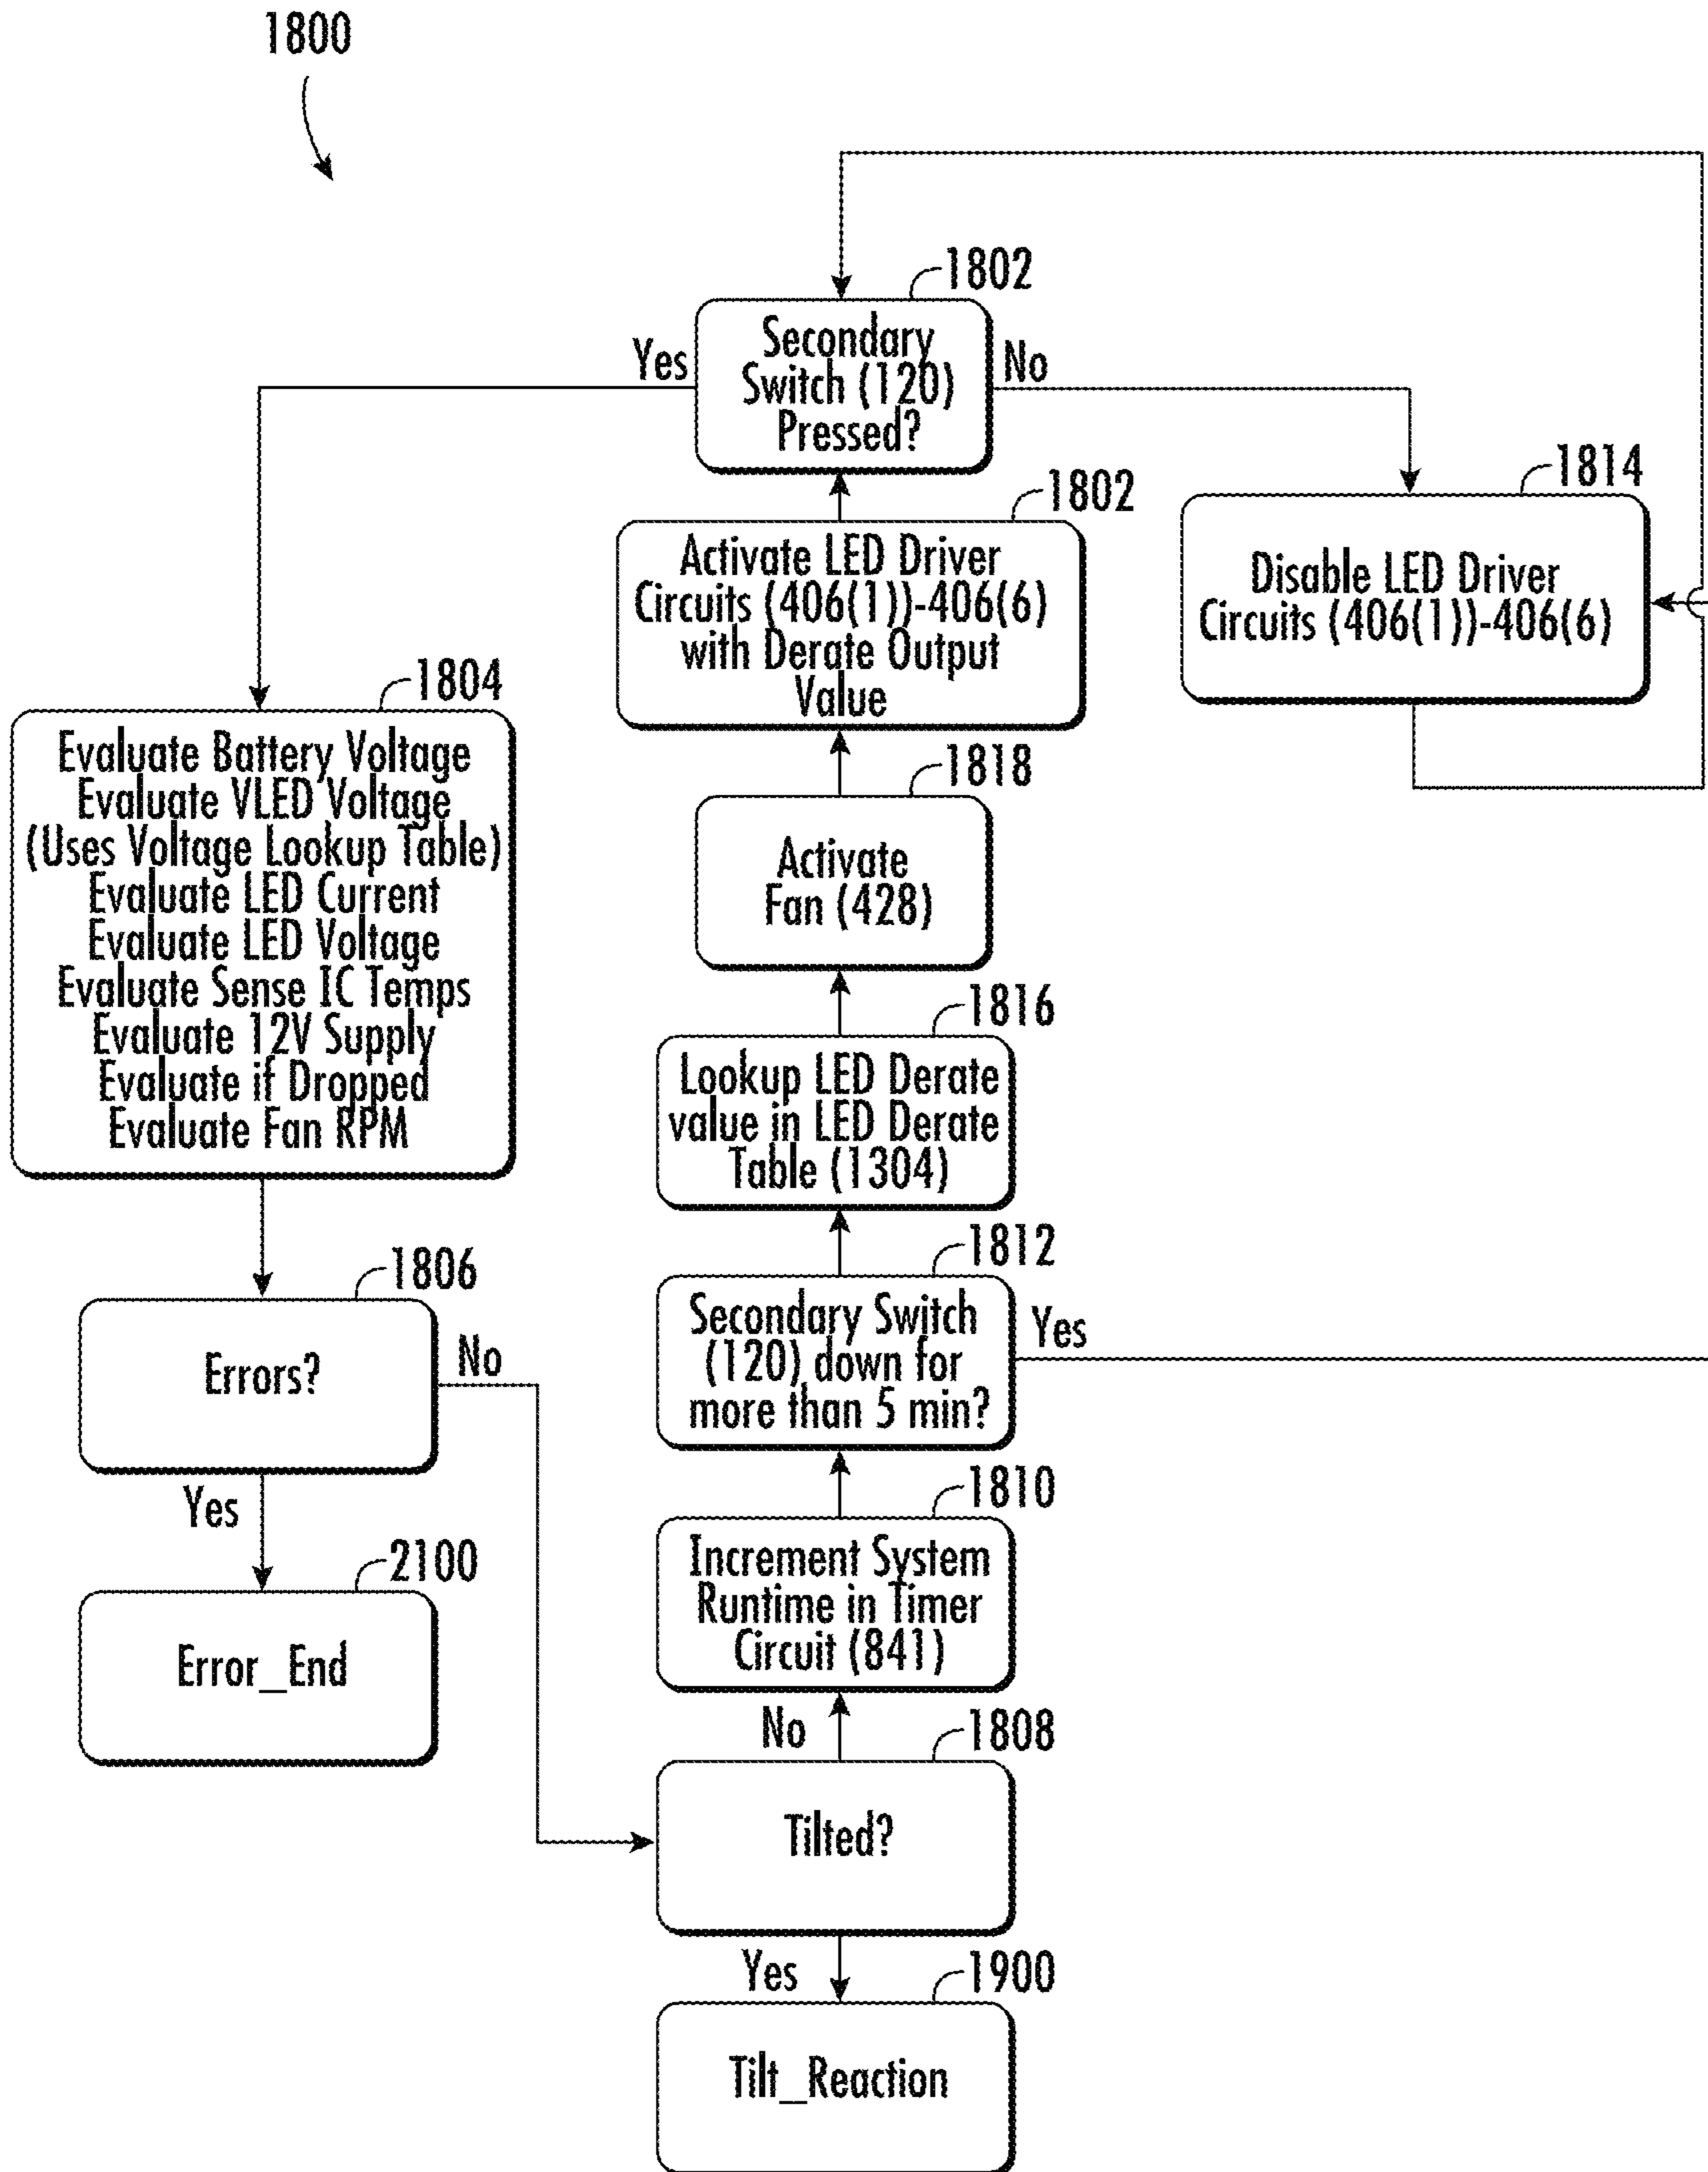 1800
1802
Secondary
Switch (120)
Pressed?
Yes
No
1802
Activate LED Driver
Circuits (406(1))-406(6)
with Derate Output
Value
1814
Disable LED Driver
Circuits (406(1))-406(6)
1804
Evaluate Battery Voltage
Evaluate VLED Voltage
(Uses Voltage Lookup Table)
Evaluate LED Current
Evaluate LED Voltage
Evaluate Sense IC Temps
Evaluate 12V Supply
Evaluate if Dropped
Evaluate Fan RPM
1818
Activate
Fan (428)
1816
Lookup LED Derate
value in LED Derate
Table (1304)
1812
Secondary Switch
(120) down for
more than 5 min?
Yes
1806
Errors?
No
Yes
2100
Error_End
1810
Increment System
Runtime in Timer
Circuit (841)
No
1808
Tilted?
Yes
1900
Tilt_Reaction